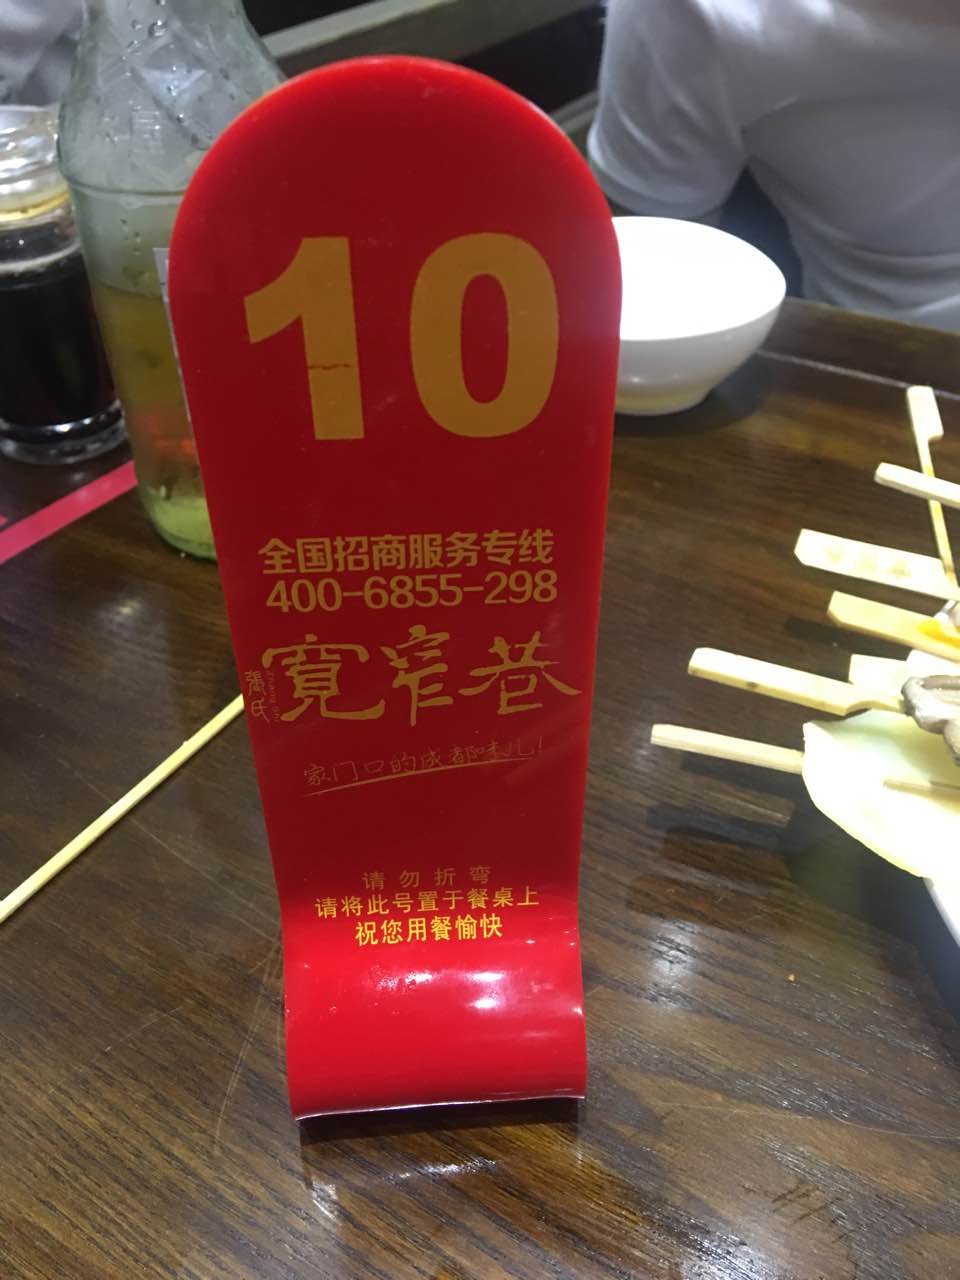 10
全国招商服务专线
400-6855-298
張氏
寛窄巷
家门口的成都味儿!
请勿折弯
请将此号置于餐桌上
祝您用餐愉快